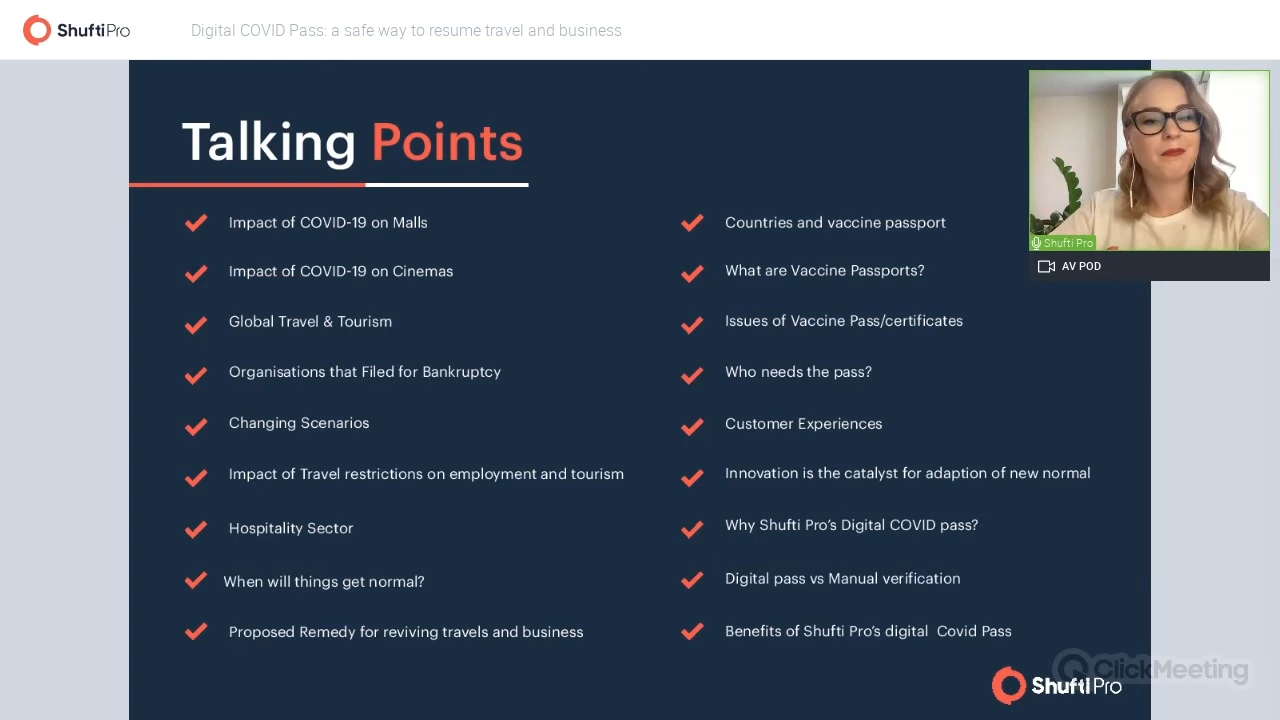 ShuftiPro
Digital COVID Pass: a safe way to resume travel and business
Talking Points
Impact of COVID-19 on Malls
Impact of COVID-19 on Cinemas
Global Travel & Tourism
Organisations that Filed for Bankruptcy
Changing Scenarios
Impact of Travel restrictions on employment and tourism
Hospitality Sector
When will things get normal?
Proposed Remedy for reviving travels and business
Countries and vaccine passport
What are Vaccine Passports?
Issues of Vaccine Pass/certificates
Who needs the pass?
Customer Experiences
Innovation is the catalyst for adaption of new normal
Why Shufti Pro’s Digital COVID pass?
Digital pass vs Manual verification
Benefits of Shufti Pro’s digital  Covid Pass
Shufti Pro
AV POD
ClickMeeting
ShuftiPro